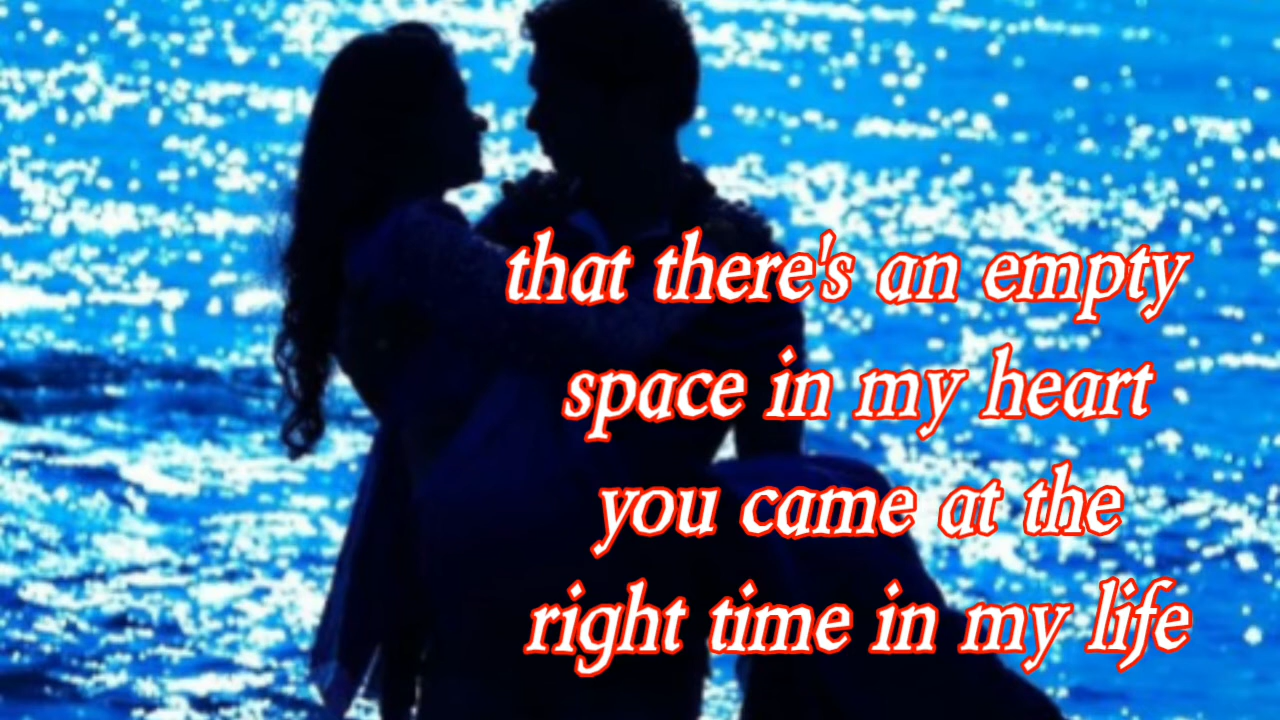 that there's an empty
space in my heart
you came at the
right time in my life